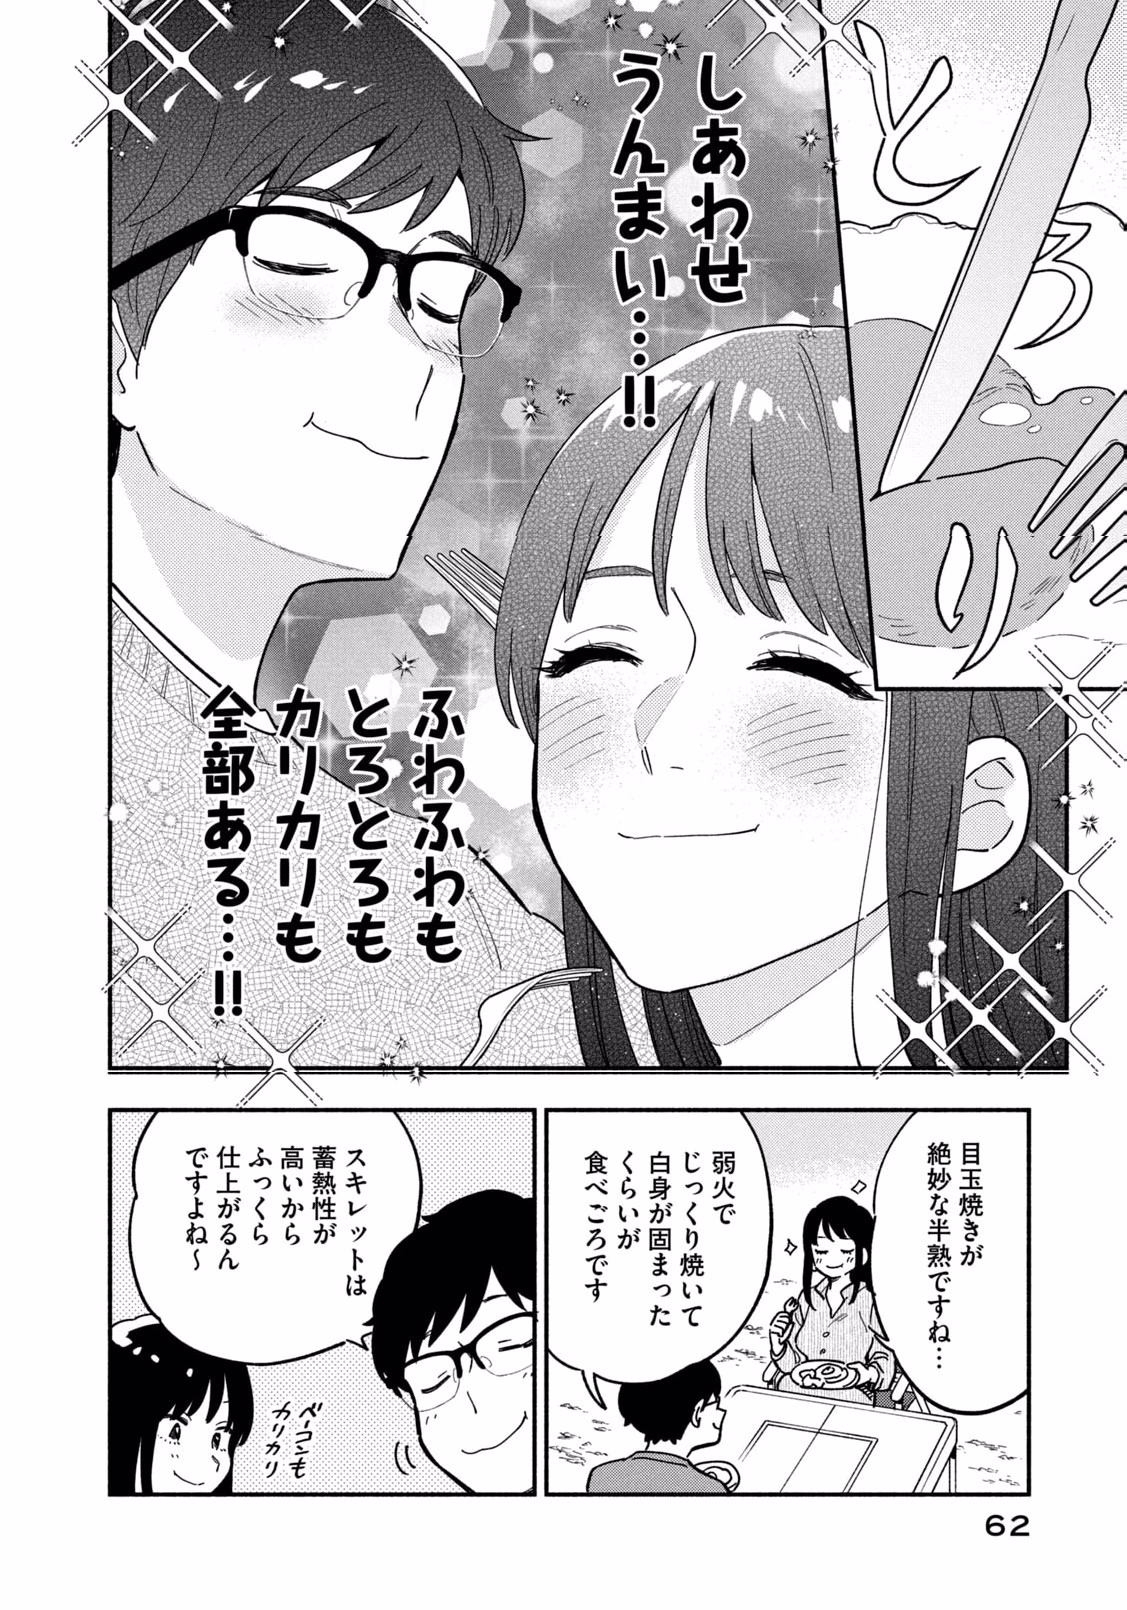 とろり
しあわせ
うんまい…!!
ふわふわも
とろとろも
カリカリも
全部ある…!!
目玉焼きが
絶妙な半熟ですね…
弱火で
じっくり焼いて
白身が固まった
くらいが
食べごろです
スキレットは
蓄熱性が
高いから
ふっくら
仕上がるん
ですよね～
ベーコンも
カリカリ
62